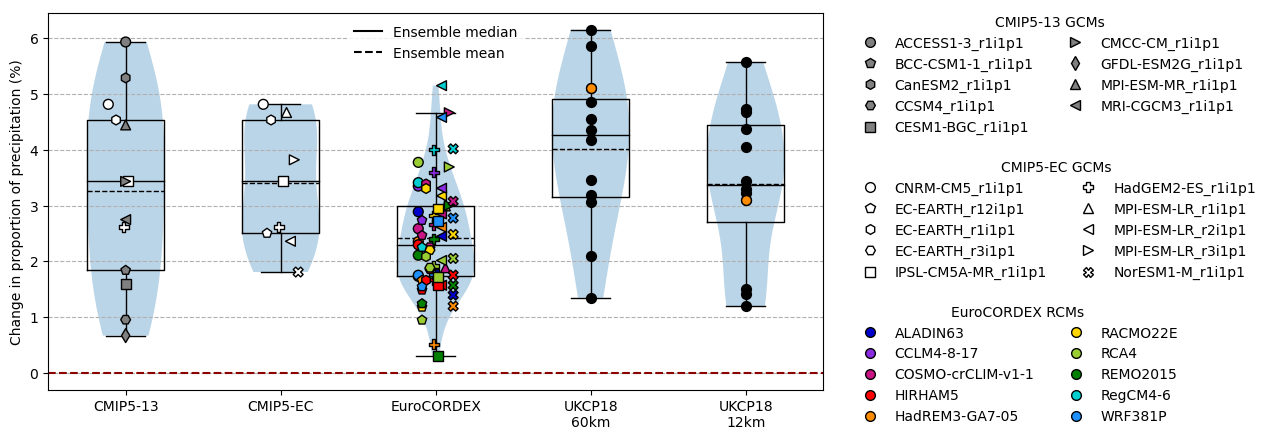 Change in proportion of precipitation (%)
6
5
4
3
2
1
0
Ensemble median
Ensemble mean
CMIP5-13
CMIP5-EC
EuroCORDEX
UKCP18
60km
UKCP18
12km
CMIP5-13 GCMs
ACCESS1-3_r1i1p1
BCC-CSM1-1_r1i1p1
CanESM2_r1i1p1
CCSM4_r1i1p1
CESM1-BGC_r1i1p1
CMCC-CM_r1i1p1
GFDL-ESM2G_r1i1p1
MPI-ESM-MR_r1i1p1
MRI-CGCM3_r1i1p1
CMIP5-EC GCMs
CNRM-CM5_r1i1p1
EC-EARTH_r12i1p1
EC-EARTH_r1i1p1
EC-EARTH_r3i1p1
IPSL-CM5A-MR_r1i1p1
HadGEM2-ES_r1i1p1
MPI-ESM-LR_r1i1p1
MPI-ESM-LR_r2i1p1
MPI-ESM-LR_r3i1p1
NorESM1-M_r1i1p1
EuroCORDEX RCMs
ALADIN63
CCLM4-8-17
COSMO-crCLIM-v1-1
HIRHAM5
HadREM3-GA7-05
RACMO22E
RCA4
REMO2015
RegCM4-6
WRF381P